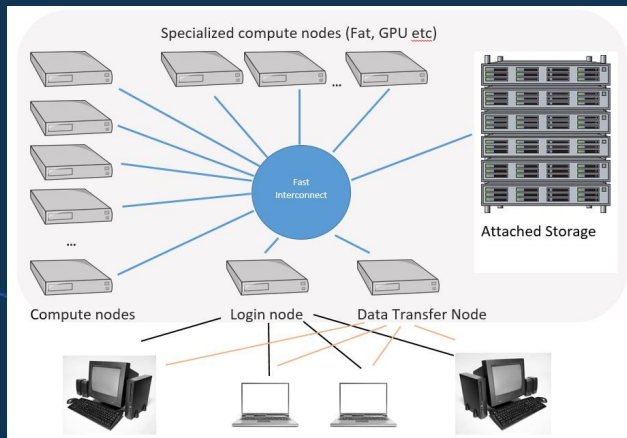 Specialized compute nodes (Fat, GPU etc)
...
Fast
Interconnect
Attached Storage
...
Compute nodes
Login node
Data Transfer Node